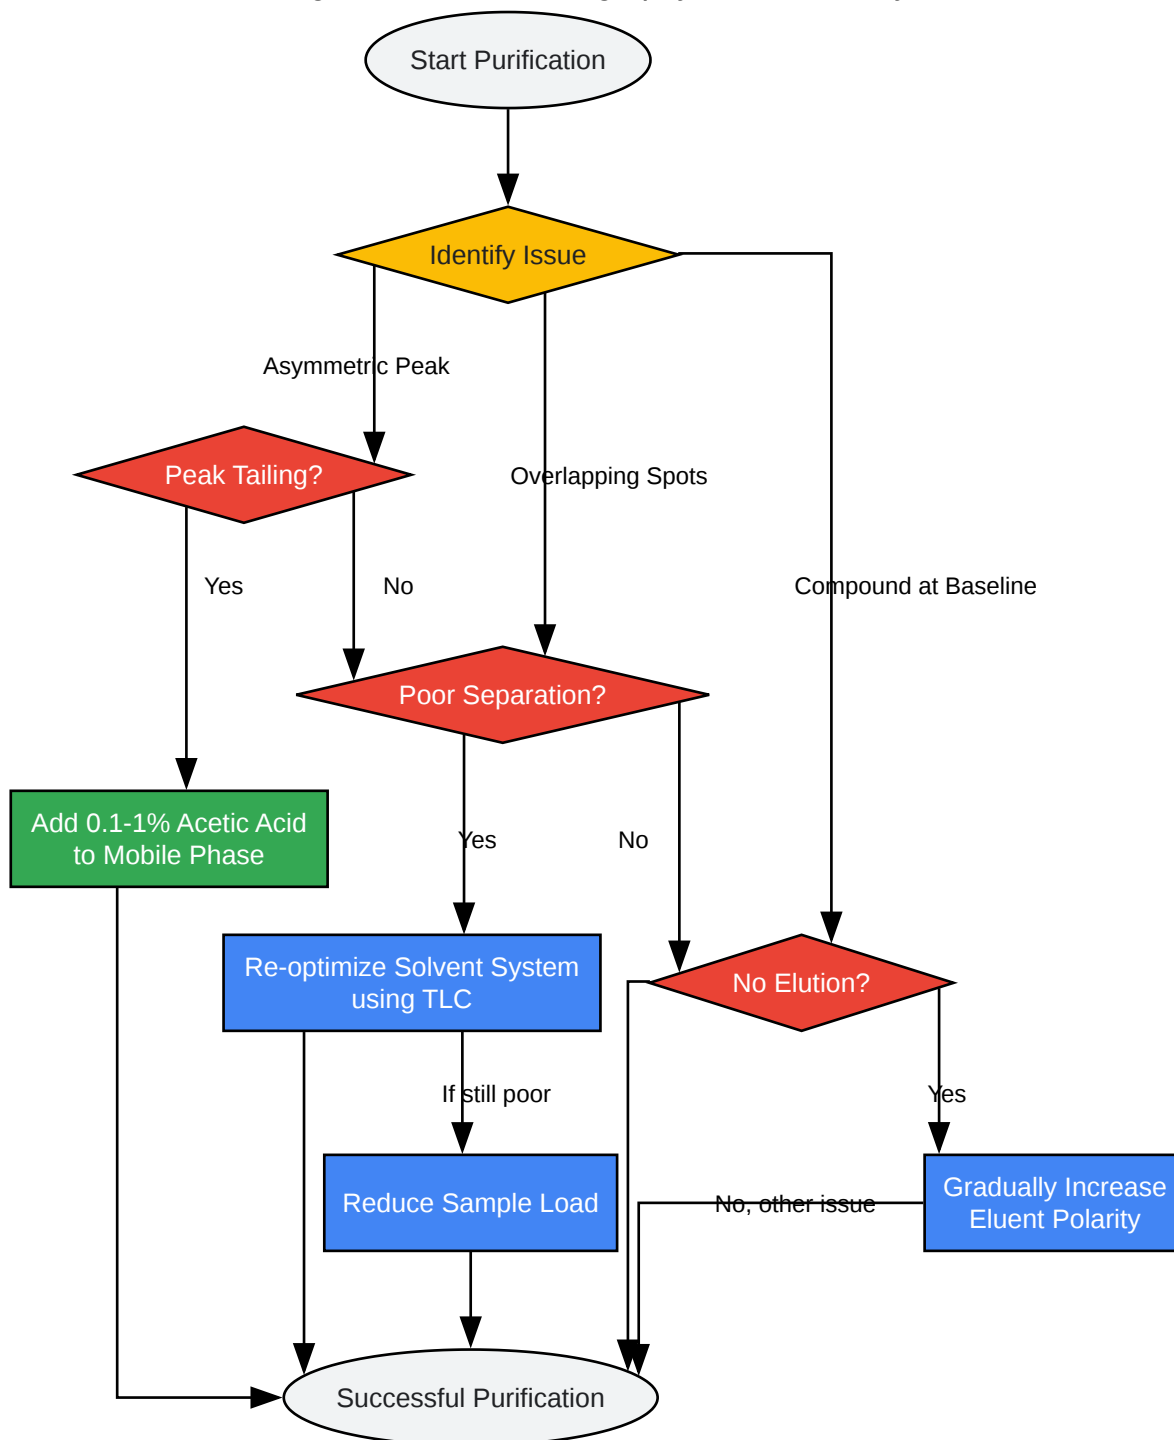 Start Purification
Identify Issue
Asymmetric Peak
Peak Tailing?
Overlapping Spots
Yes
No
Compound at Baseline
Poor Separation?
Add 0.1-1% Acetic Acid
to Mobile Phase
Yes
No
Re-optimize Solvent System
using TLC
No Elution?
If still poor
Yes
Reduce Sample Load
No, other issue
Gradually Increase
Eluent Polarity
Successful Purification